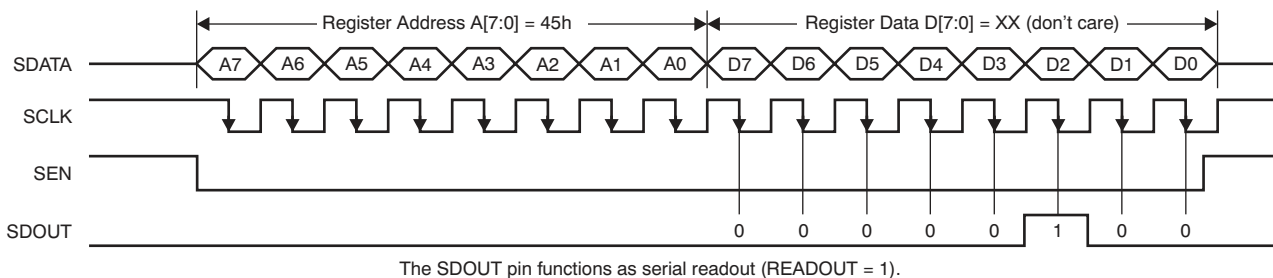 Register Address A[7:0] = 45h Register Data D[7:0] = XX (don’t care)
SDATA A7 A6 A5 A4 A3 A2 A1 A0 D7 D6 D5 D4 D3 D2 D1 D0
SCLK
SEN
SDOUT 0 0 0 0 0 1 0 0
The SDOUT pin functions as serial readout (READOUT = 1).